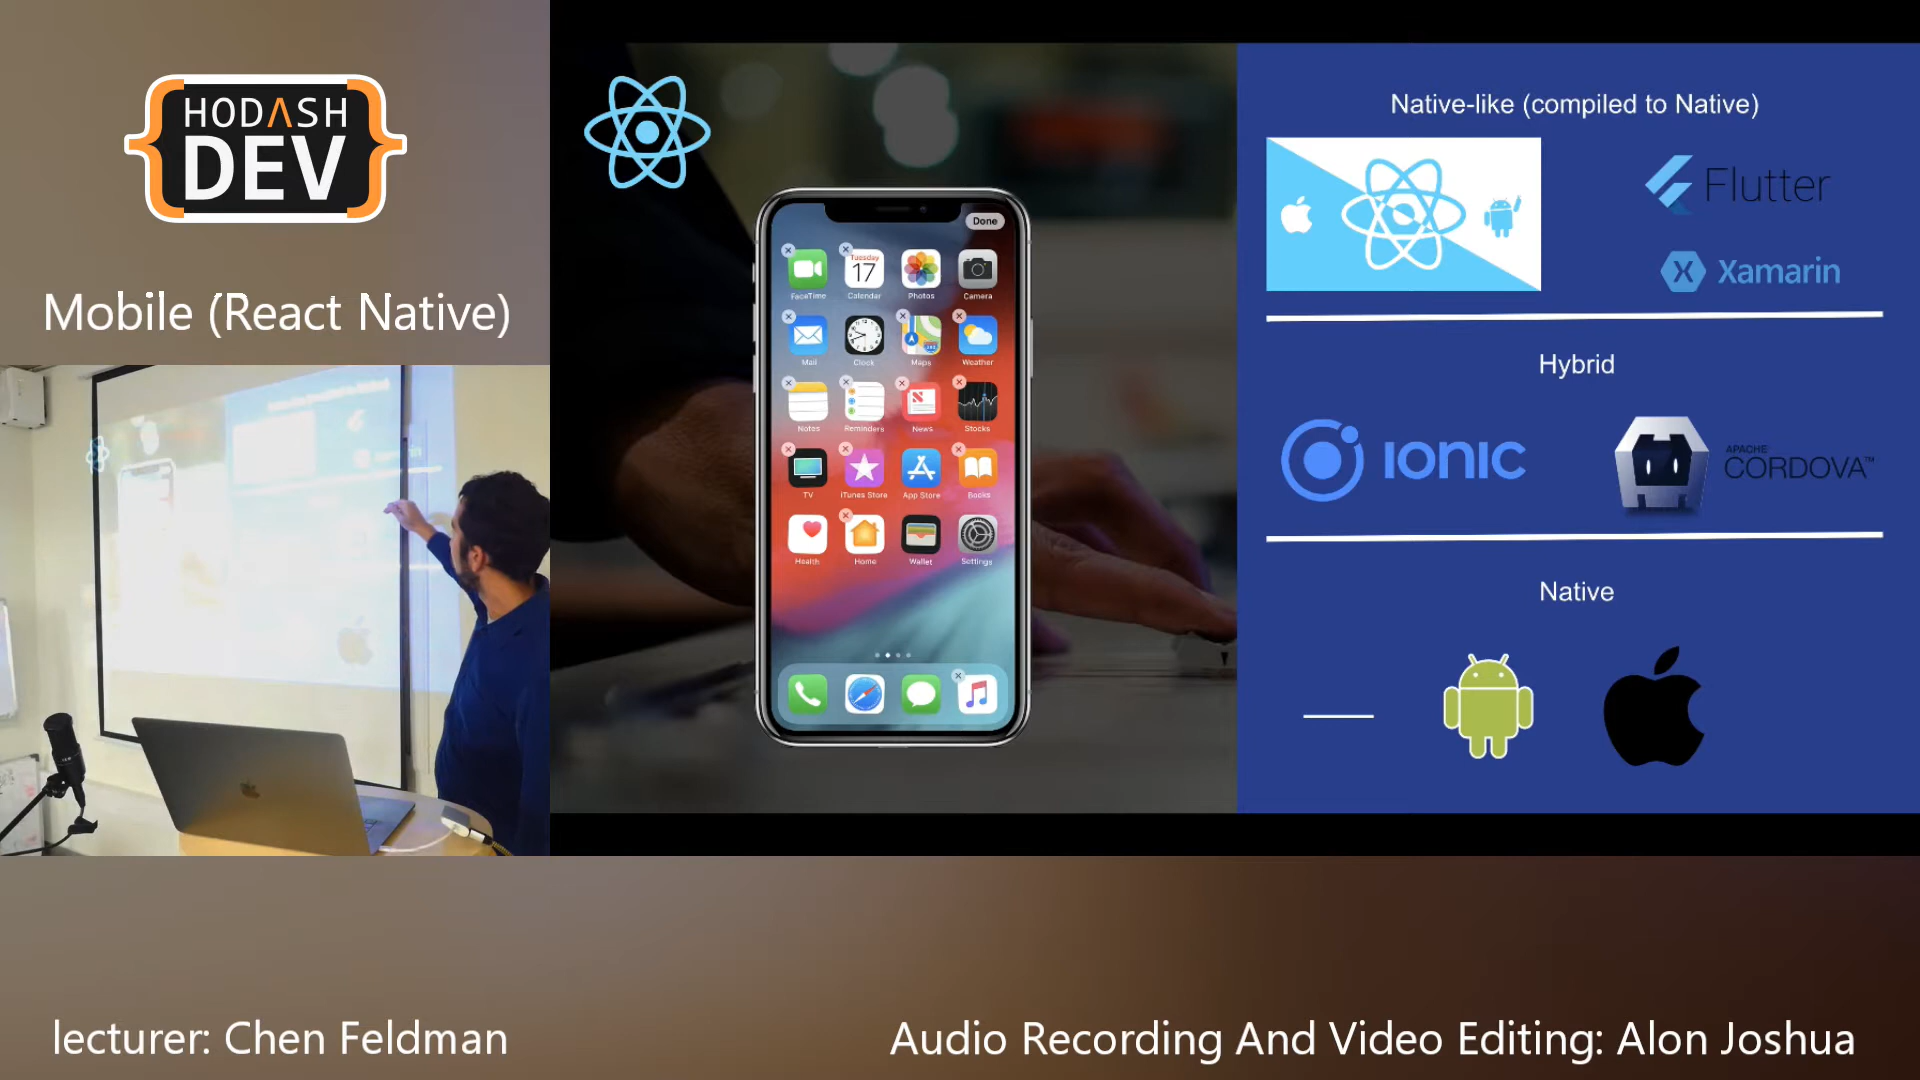 HODΛSH
DEV
Mobile (React Native)
Done
Tuesday
17
FaceTime
Calendar
Photos
Camera
Mail
Clock
Maps
Weather
Notes
Reminders
News
Stocks
TV
iTunes Store
App Store
Books
Health
Home
Wallet
Settings
Native-like (compiled to Native)
Flutter
Xamarin
Hybrid
ionic
APACHE
CORDOVA™
Native
lecturer: Chen Feldman
Audio Recording And Video Editing: Alon Joshua